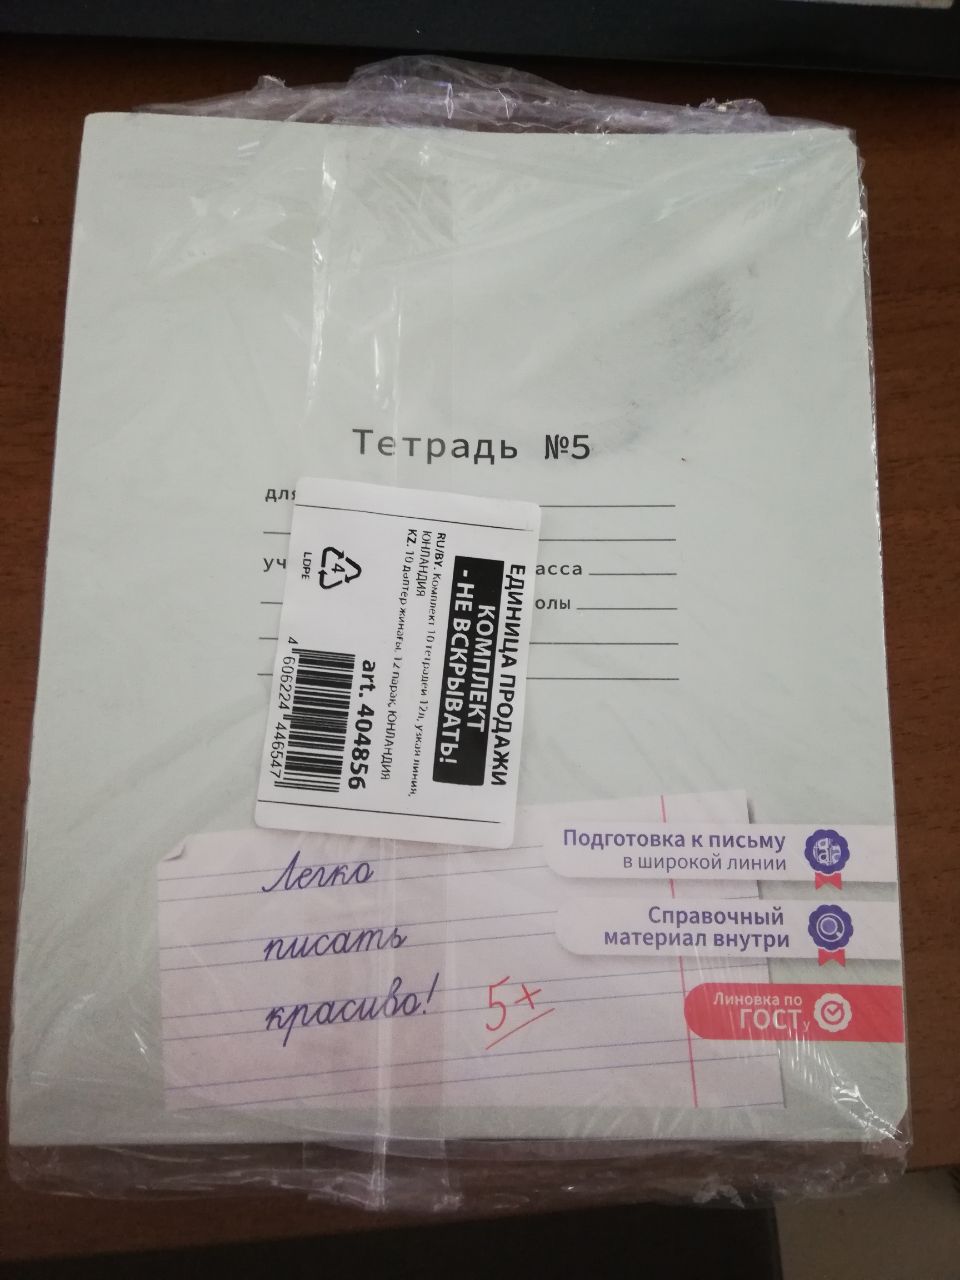 Тетрадь №5
для
уч
асса
олы
ЕДИНИЦА ПРОДАЖИ
КОМПЛЕКТ
- НЕ ВСКРЫВАТЬ!
RU/BY. Комплект 10 тетрадей 12л, узкая линия,
ЮНЛАНДИЯ
KZ. 10 дәптер жинағы, 12 парақ, ЮНЛАНДИЯ
4
LDPE
art. 404856
4 606224 446547
Подготовка к письму
в широкой линии
Справочный
материал внутри
Линовка по
ГОСТу
Легко
писать
красиво!
5+